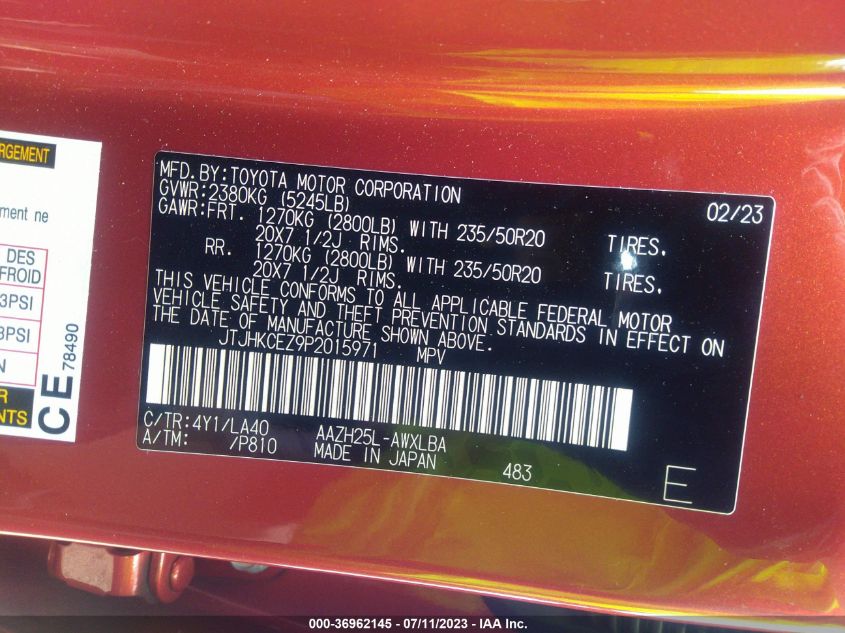 RGEMENT
ment ne
DES
FROID
3PSI
3PSI
N
R
NTS
CE 78490
MFD.BY:TOYOTA MOTOR CORPORATION 02/23
GVWR:2380KG (5245LB)
GAWR:FRT. 1270KG (2800LB) WITH 235/50R20 TIRES,
20X7 1/2J RIMS.
RR. 1270KG (2800LB) WITH 235/50R20 TIRES,
20X7 1/2J RIMS.
THIS VEHICLE CONFORMS TO ALL APPLICABLE FEDERAL MOTOR
VEHICLE SAFETY AND THEFT PREVENTION STANDARDS IN EFFECT ON
THE DATE OF MANUFACTURE SHOWN ABOVE.
JTJHKCEZ9P2015971 MPV
C/TR:4Y1/LA40 AAZH25L-AWXLBA
A/TM: /P810 MADE IN JAPAN 483 E
000-36962145 - 07/11/2023 - IAA Inc.